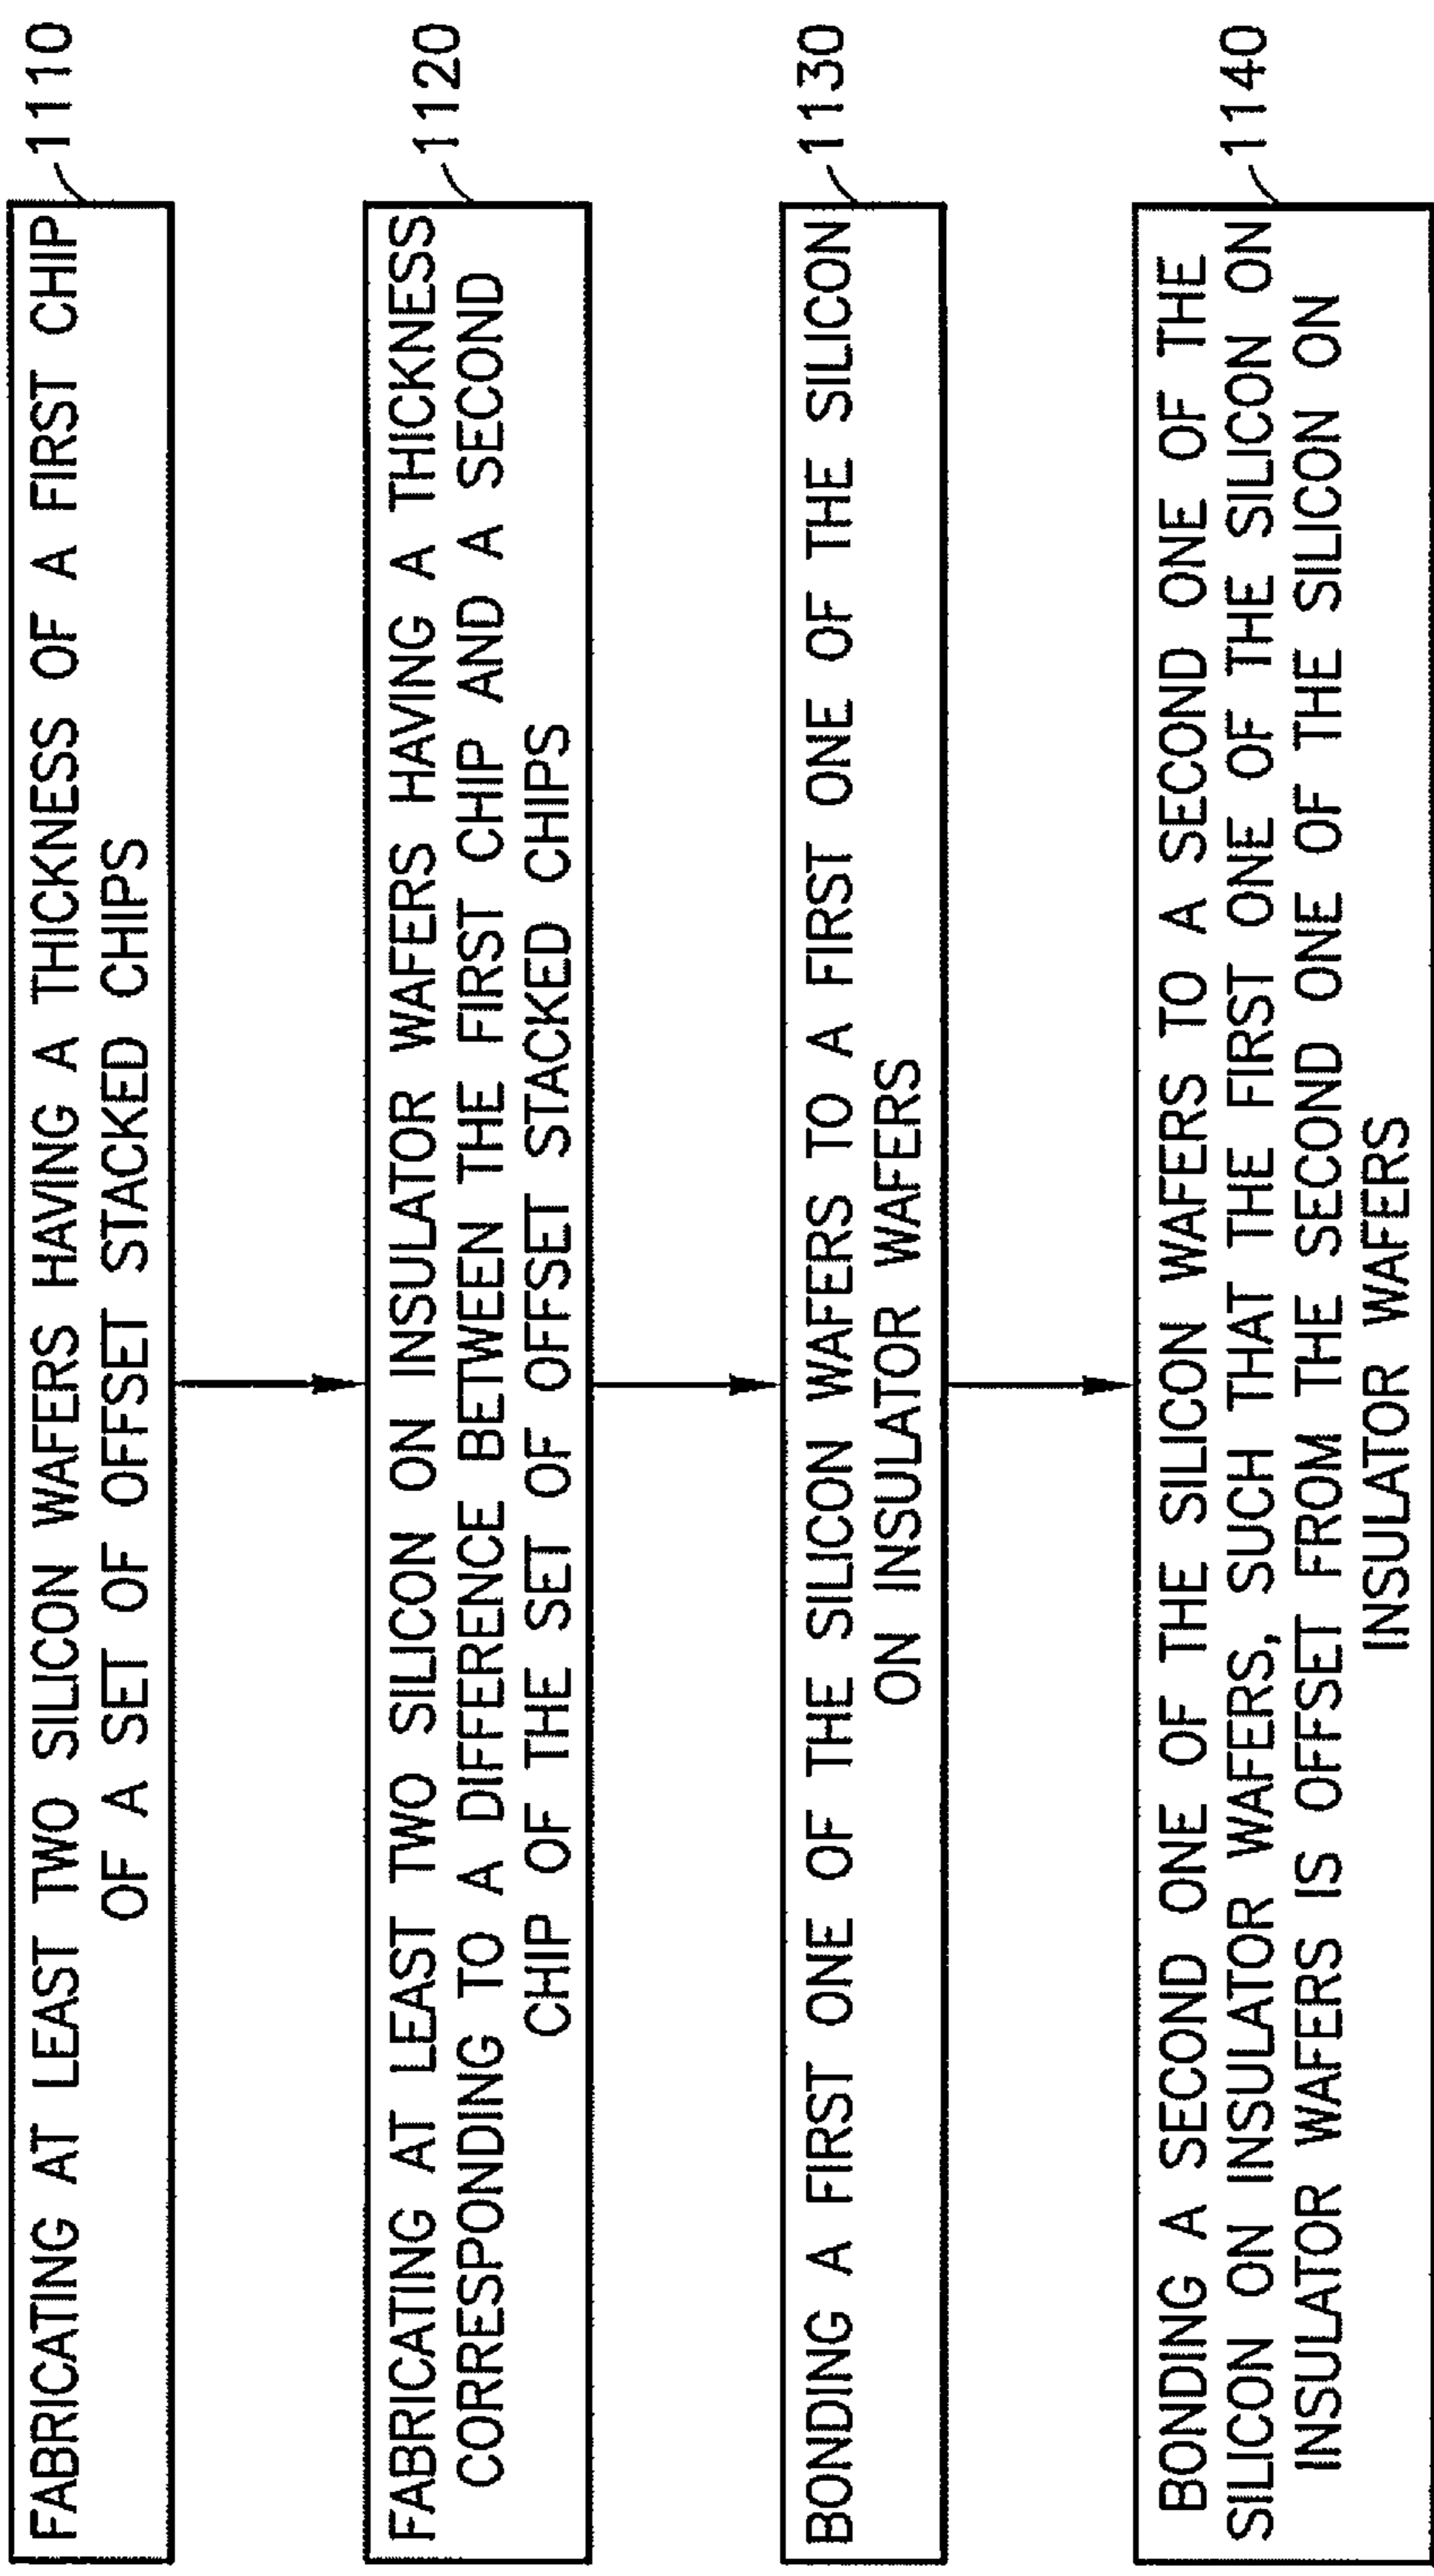 FABRICATING AT LEAST TWO SILICON WAFERS HAVING A THICKNESS OF A FIRST CHIP
OF A SET OF OFFSET STACKED CHIPS
1110
FABRICATING AT LEAST TWO SILICON ON INSULATOR WAFERS HAVING A THICKNESS
CORRESPONDING TO A DIFFERENCE BETWEEN THE FIRST CHIP AND A SECOND
CHIP OF THE SET OF OFFSET STACKED CHIPS
1120
BONDING A FIRST ONE OF THE SILICON WAFERS TO A FIRST ONE OF THE SILICON
ON INSULATOR WAFERS
1130
BONDING A SECOND ONE OF THE SILICON WAFERS TO A SECOND ONE OF THE
SILICON ON INSULATOR WAFERS, SUCH THAT THE FIRST ONE OF THE SILICON ON
INSULATOR WAFERS IS OFFSET FROM THE SECOND ONE OF THE SILICON ON
INSULATOR WAFERS
1140